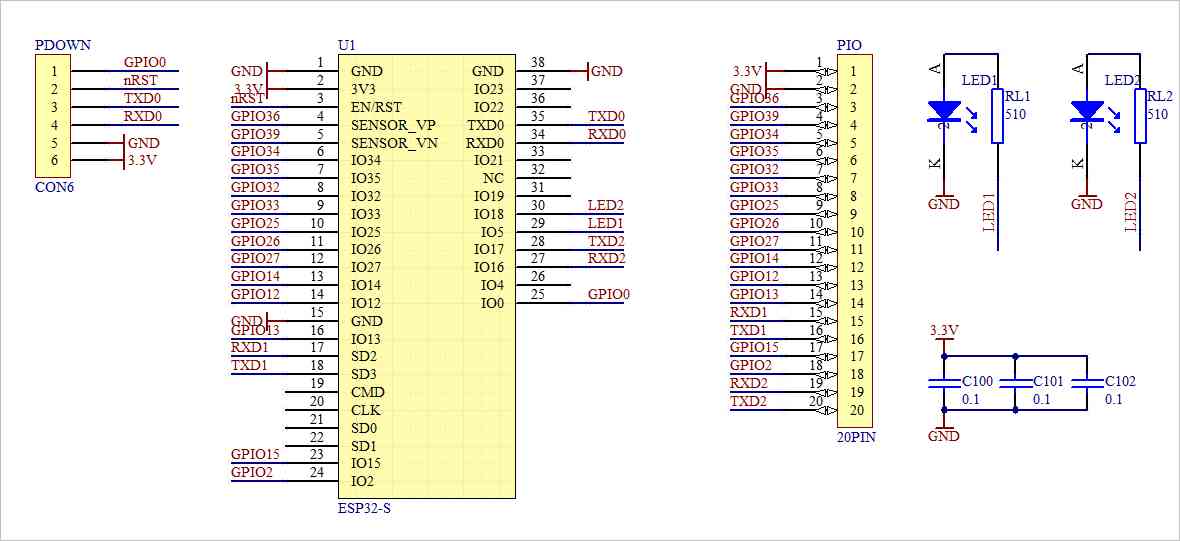 PDOWN
1 GPIO0
2 nRST
3 TXD0
4 RXD0
5 GND
6 3.3V
CON6
U1
GND 1 GND
3.3V 2 3V3
nRST 3 EN/RST
GPIO36 4 SENSOR_VP
GPIO39 5 SENSOR_VN
GPIO34 6 IO34
GPIO35 7 IO35
GPIO32 8 IO32
GPIO33 9 IO33
GPIO25 10 IO25
GPIO26 11 IO26
GPIO27 12 IO27
GPIO14 13 IO14
GPIO12 14 IO12
GND 15 GND
GPIO13 16 IO13
RXD1 17 SD2
TXD1 18 SD3
19 CMD
20 CLK
21 SD0
22 SD1
GPIO15 23 IO15
GPIO2 24 IO2
GND 38 GND
IO23 37
IO22 36
TXD0 35 TXD0
RXD0 34 RXD0
IO21 33
NC 32
IO19 31
IO18 30 LED2
IO5 29 LED1
IO17 28 TXD2
IO16 27 RXD2
IO4 26
IO0 25 GPIO0
ESP32-S
PIO
3.3V 1 1
GND 2 2
GPIO36 3 3
GPIO39 4 4
GPIO34 5 5
GPIO35 6 6
GPIO32 7 7
GPIO33 8 8
GPIO25 9 9
GPIO26 10 10
GPIO27 11 11
GPIO14 12 12
GPIO12 13 13
GPIO13 14 14
RXD1 15 15
TXD1 16 16
GPIO15 17 17
GPIO2 18 18
RXD2 19 19
TXD2 20 20
20PIN
A
LED1
RL1
510
2
K
GND
LED1
A
LED2
RL2
510
2
K
GND
LED2
3.3V
C100
0.1
C101
0.1
C102
0.1
GND